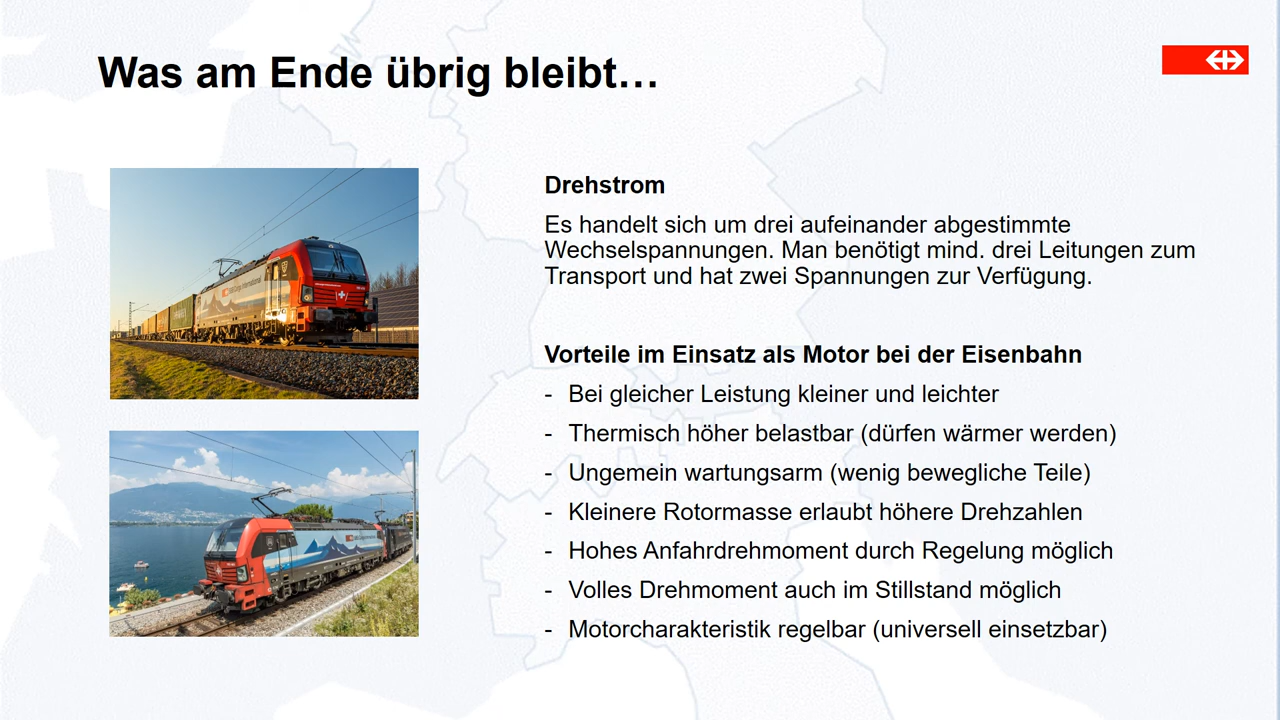 Was am Ende übrig bleibt…
Drehstrom
Es handelt sich um drei aufeinander abgestimmte
Wechselspannungen. Man benötigt mind. drei Leitungen zum
Transport und hat zwei Spannungen zur Verfügung.
Vorteile im Einsatz als Motor bei der Eisenbahn
- Bei gleicher Leistung kleiner und leichter
- Thermisch höher belastbar (dürfen wärmer werden)
- Ungemein wartungsarm (wenig bewegliche Teile)
- Kleinere Rotormasse erlaubt höhere Drehzahlen
- Hohes Anfahrdrehmoment durch Regelung möglich
- Volles Drehmoment auch im Stillstand möglich
- Motorcharakteristik regelbar (universell einsetzbar)